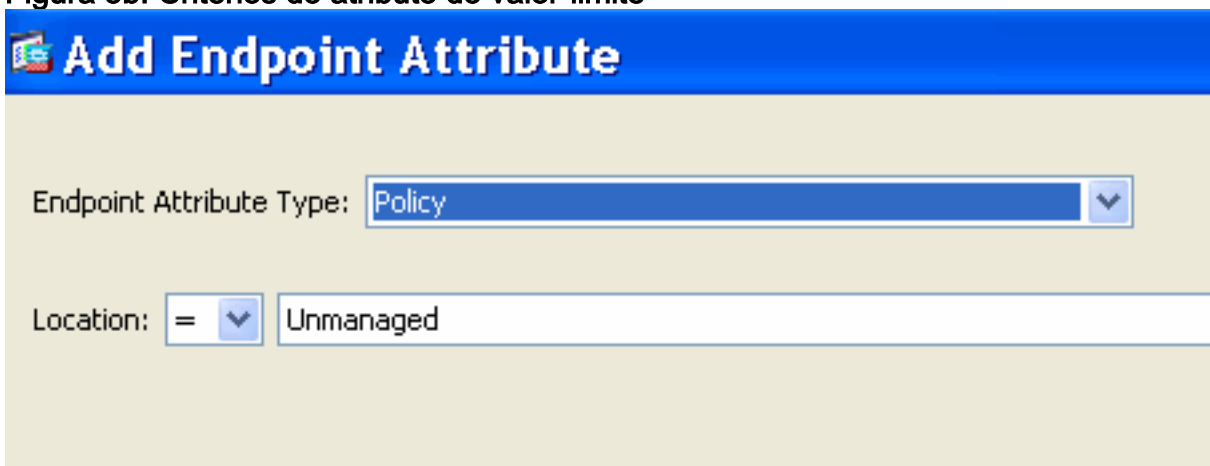 Add Endpoint Attribute
Endpoint Attribute Type: Policy
Location: = Unmanaged